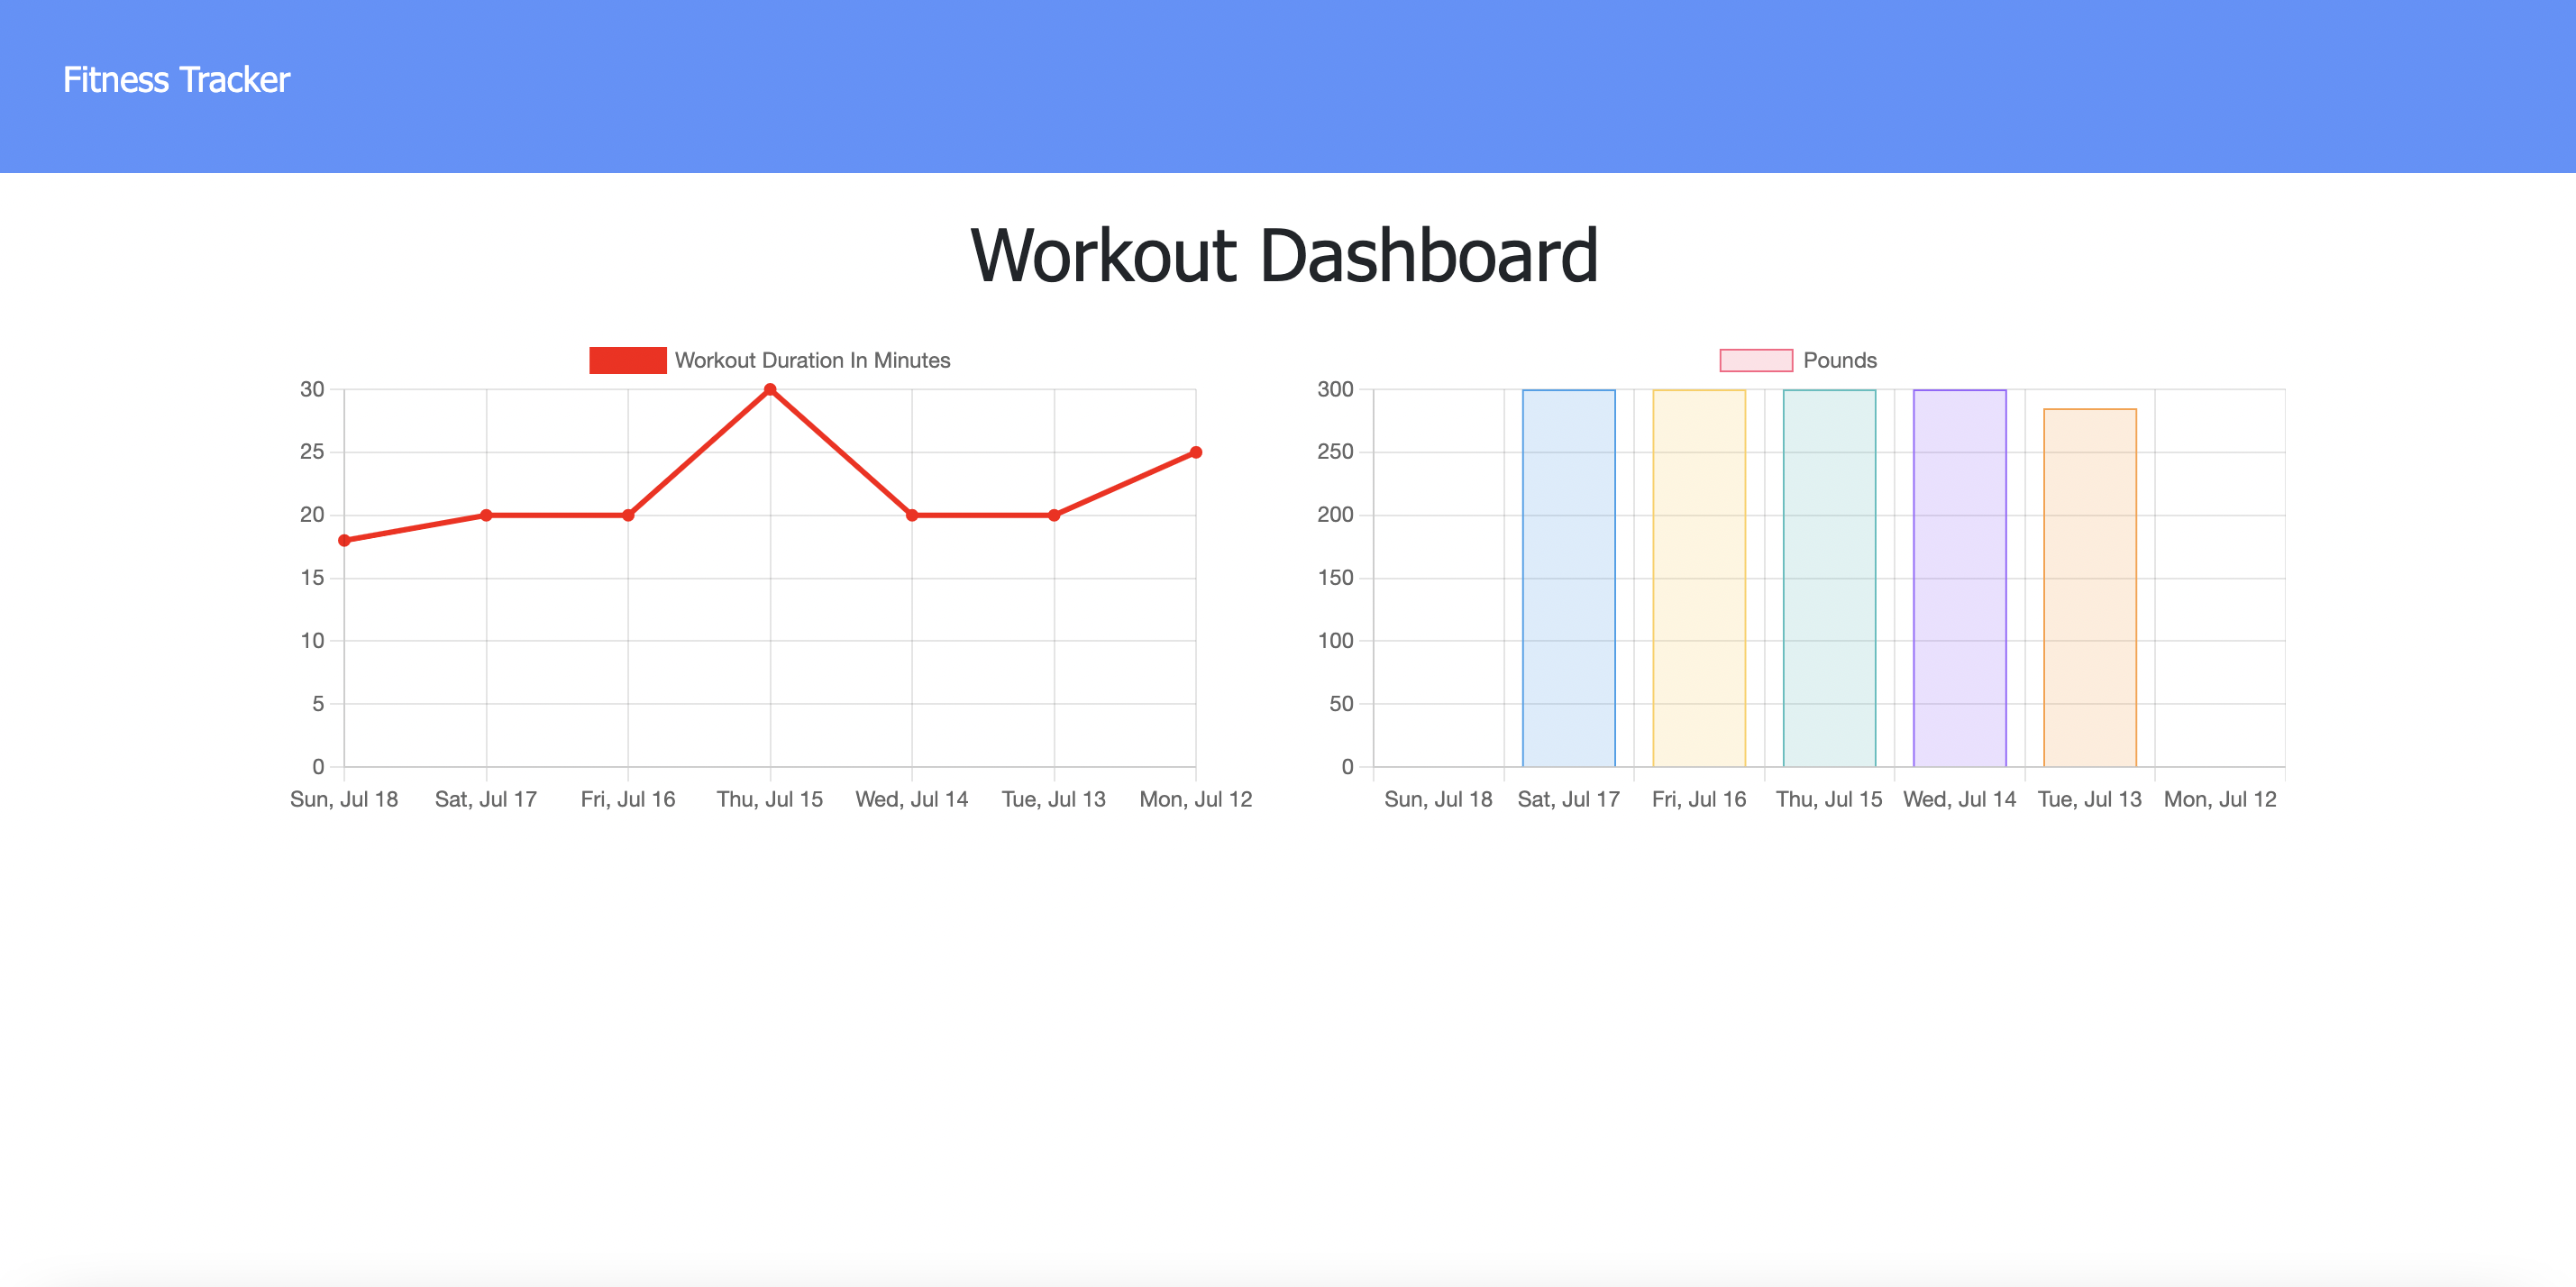 Fitness Tracker
Workout Dashboard
Workout Duration In Minutes
30
25
20
15
10
5
0
Sun, Jul 18 Sat, Jul 17 Fri, Jul 16 Thu, Jul 15 Wed, Jul 14 Tue, Jul 13 Mon, Jul 12
Pounds
300
250
200
150
100
50
0
Sun, Jul 18 Sat, Jul 17 Fri, Jul 16 Thu, Jul 15 Wed, Jul 14 Tue, Jul 13 Mon, Jul 12